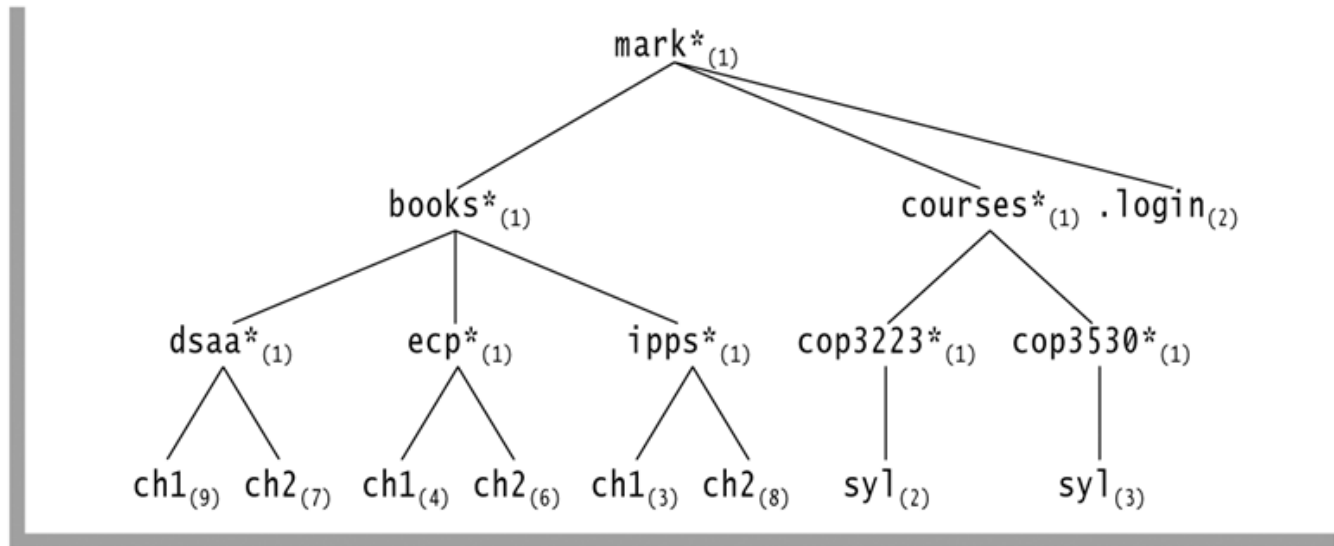 mark*(1)
books*(1) courses*(1) .login(2)
dsaa*(1) ecp*(1) ipps*(1) cop3223*(1) cop3530*(1)
ch1(9) ch2(7) ch1(4) ch2(6) ch1(3) ch2(8) syl(2) syl(3)